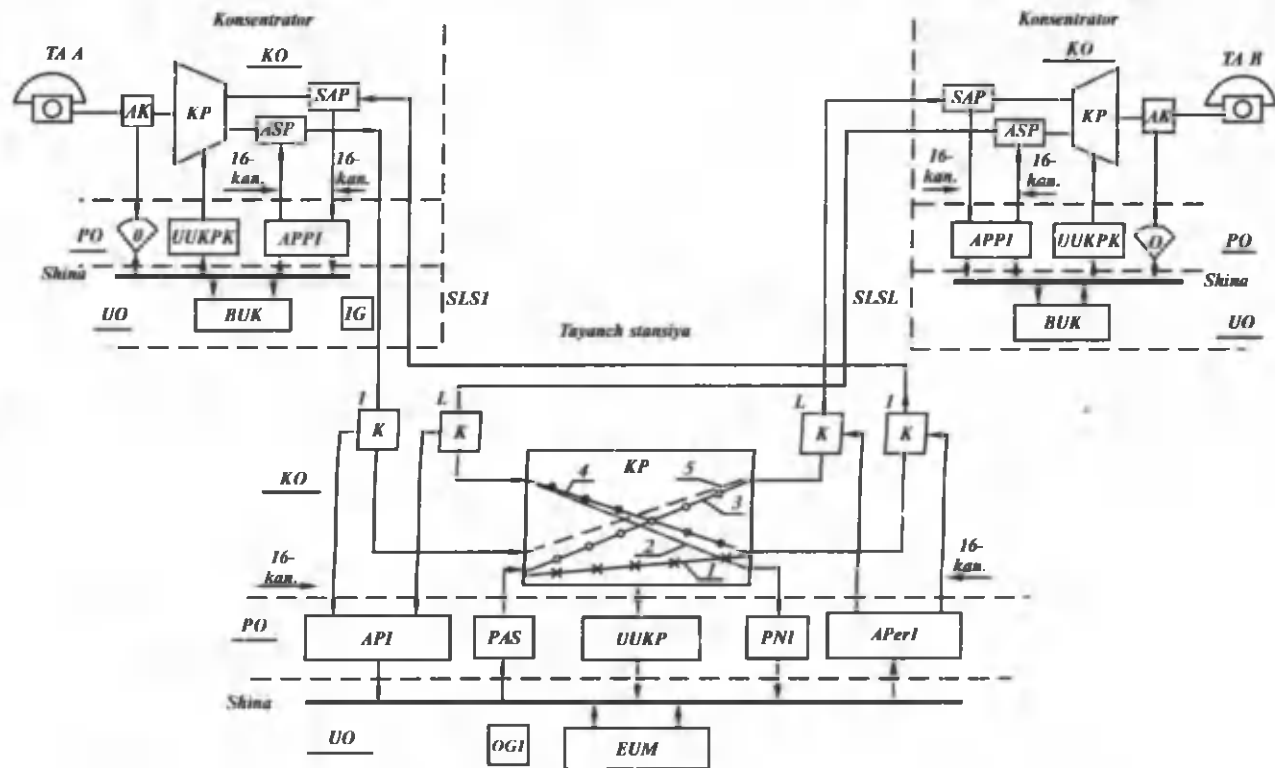 Konsentrator
TA A
KO
AK
KP
SAP
ASP
16-
kan.
16-
kan.
PO
UUKPK
APPI
Shina
UO
BUK
IG
SLS1
Konsentrator
KO
TA B
SAP
KP
AK
ASP
16-
kan.
16-
kan.
APPI
UUKPK
PO
Shina
BUK
UO
SLSL
Tayanch stansiya
I
K
L
K
L
K
I
K
KO
KP
4
5
3
2
1
16-
kan.
16-
kan.
PO
API
PAS
UUKP
PNI
APerI
Shina
UO
OGI
EUM